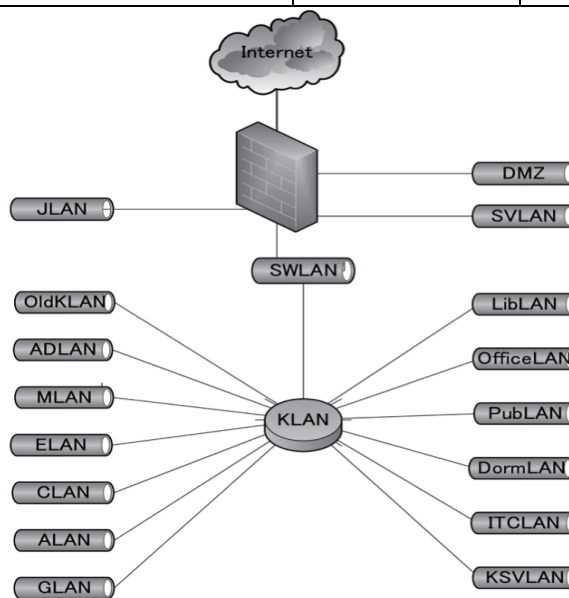 Internet
DMZ
JLAN
SVLAN
SWLAN
OldKLAN
LibLAN
ADLAN
OfficeLAN
MLAN
KLAN
PubLAN
ELAN
DormLAN
CLAN
ITCLAN
ALAN
KSVLAN
GLAN